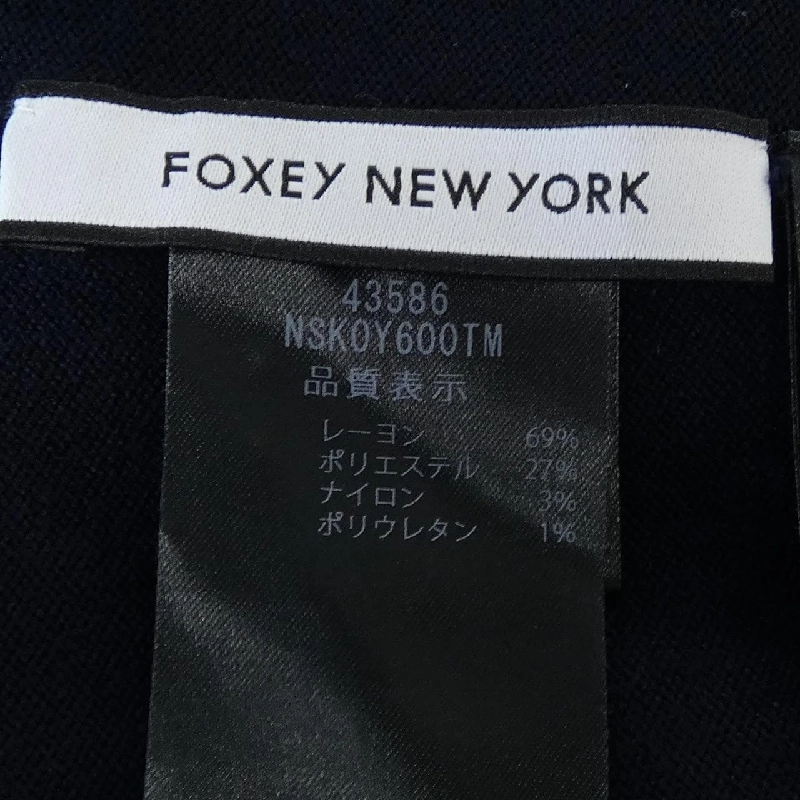 FOXEY NEW YORK
43586
NSK0Y600TM
品質表示
レーヨン 69%
ポリエステル 27%
ナイロン 3%
ポリウレタン 1%